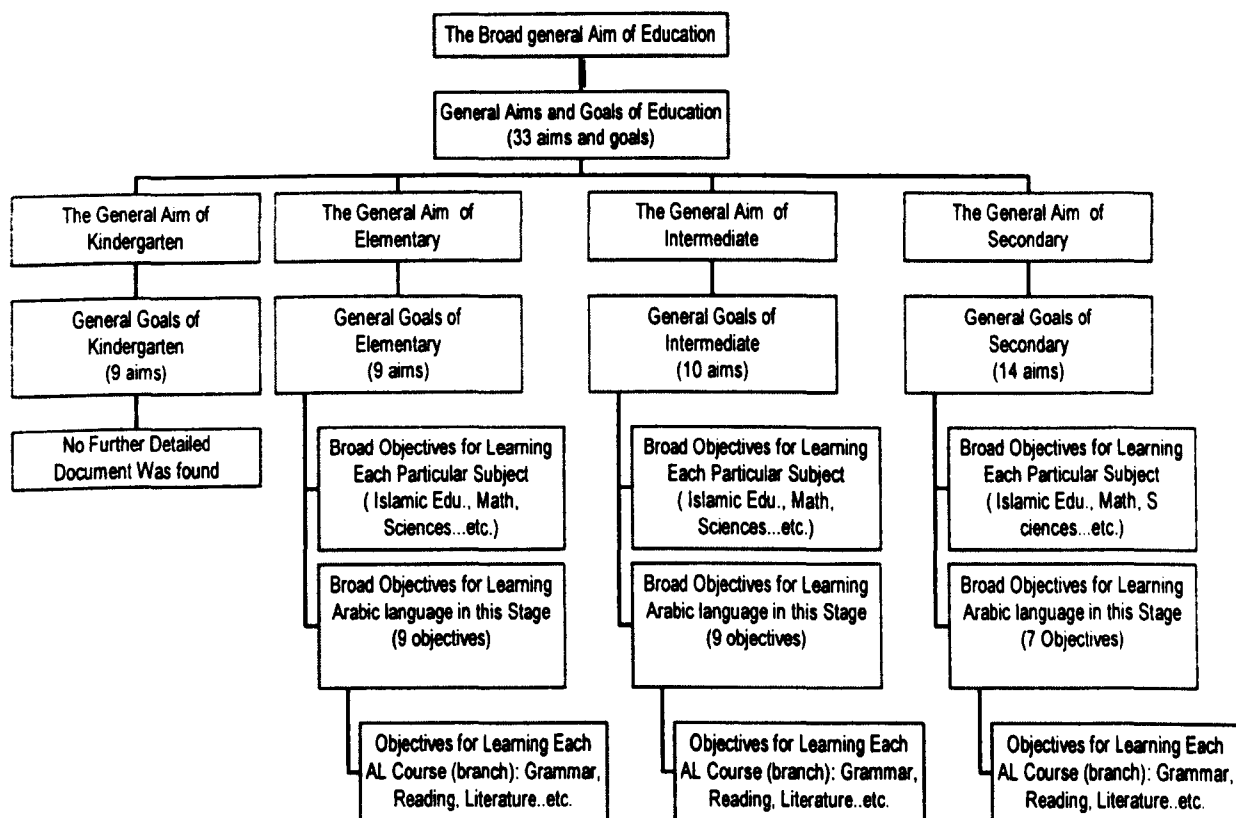 The Broad general Aim of Education
General Aims and Goals of Education
(33 aims and goals)
The General Aim of
Kindergarten
The General Aim of
Elementary
The General Aim of
Intermediate
The General Aim of
Secondary
General Goals of
Kindergarten
(9 aims)
General Goals of
Elementary
(9 aims)
General Goals of
Intermediate
(10 aims)
General Goals of
Secondary
(14 aims)
No Further Detailed
Document Was found
Broad Objectives for Learning
Each Particular Subject
( Islamic Edu., Math,
Sciences...etc.)
Broad Objectives for Learning
Each Particular Subject
( Islamic Edu., Math,
Sciences...etc.)
Broad Objectives for Learning
Each Particular Subject
( Islamic Edu., Math, S
ciences...etc.)
Broad Objectives for Learning
Arabic language in this Stage
(9 objectives)
Broad Objectives for Learning
Arabic language in this Stage
(9 objectives)
Broad Objectives for Learning
Arabic language in this Stage
(7 Objectives)
Objectives for Learning Each
AL Course (branch): Grammar,
Reading, Literature..etc.
Objectives for Learning Each
AL Course (branch): Grammar,
Reading, Literature..etc.
Objectives for Learning Each
AL Course (branch): Grammar,
Reading, Literature..etc.